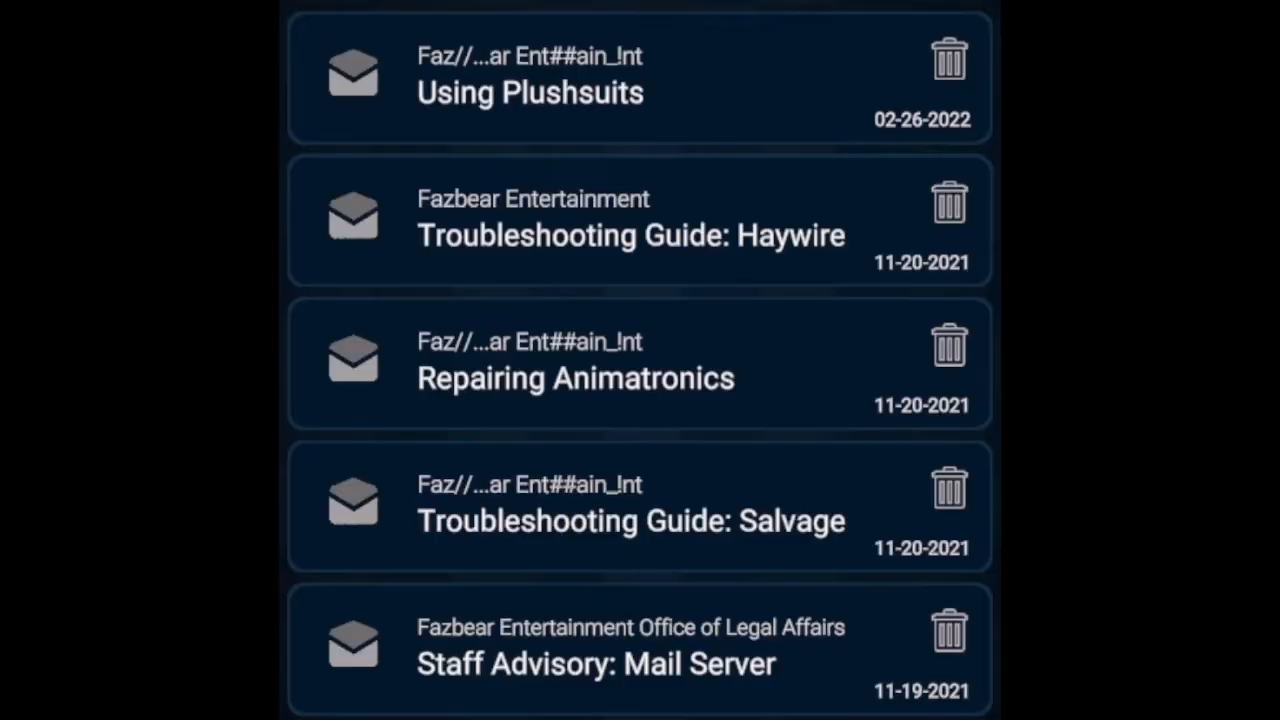 Faz//...ar Ent##ain_!nt
Using Plushsuits
02-26-2022
Fazbear Entertainment
Troubleshooting Guide: Haywire
11-20-2021
Faz//...ar Ent##ain_!nt
Repairing Animatronics
11-20-2021
Faz//...ar Ent##ain_!nt
Troubleshooting Guide: Salvage
11-20-2021
Fazbear Entertainment Office of Legal Affairs
Staff Advisory: Mail Server
11-19-2021